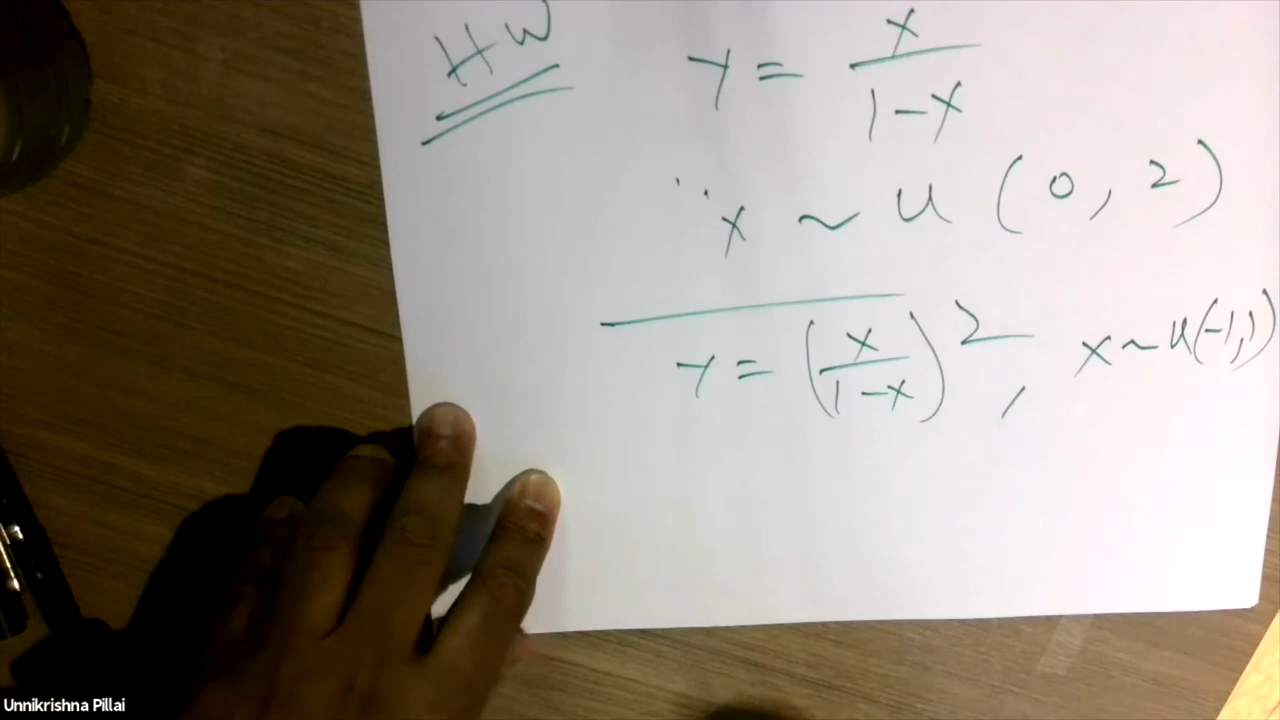 HW
Y = X / (1 - X)
X ~ U (0, 2)
Y = (X / (1 - X))^2 , X ~ U(-1, 1)
Unnikrishna Pillai